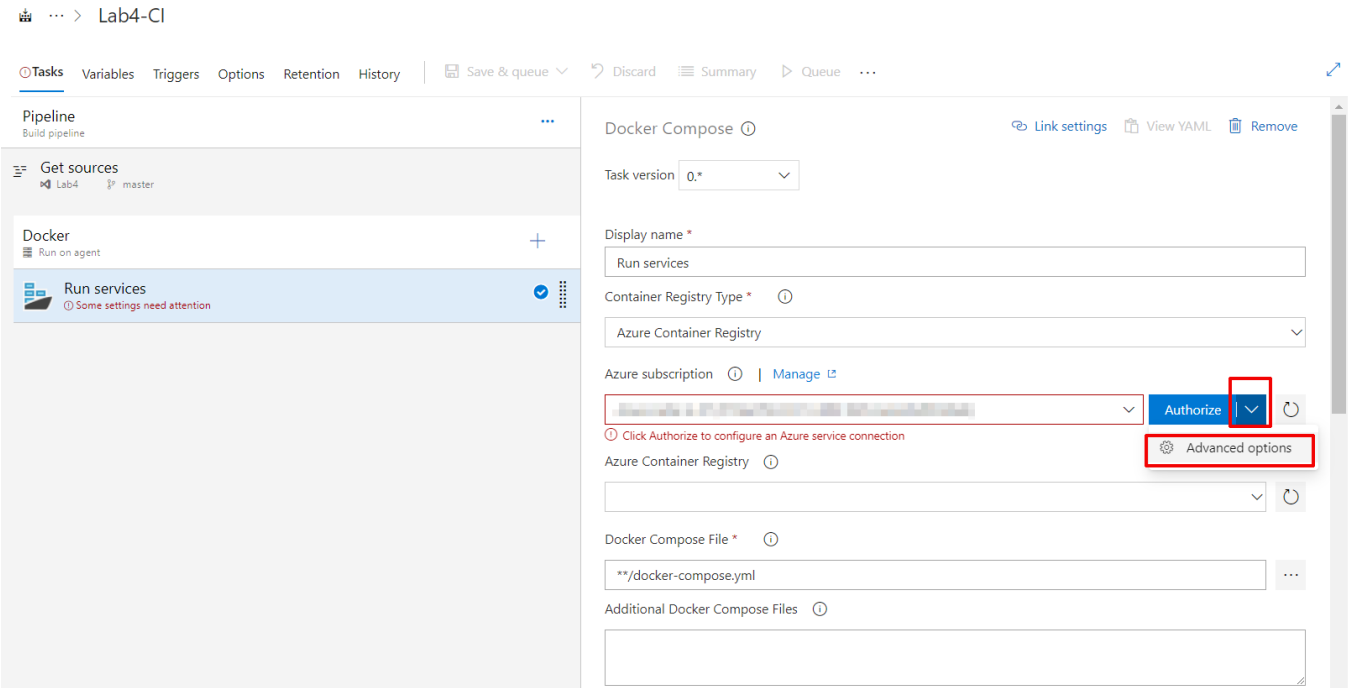 ··· > Lab4-CI
Tasks Variables Triggers Options Retention History Save & queue Discard Summary Queue ···
Pipeline
Build pipeline
Get sources
Lab4 master
Docker
Run on agent
Run services
Some settings need attention
Docker Compose
Link settings View YAML Remove
Task version 0.*
Display name *
Run services
Container Registry Type *
Azure Container Registry
Azure subscription | Manage
Authorize
Click Authorize to configure an Azure service connection
Advanced options
Azure Container Registry
Docker Compose File *
**/docker-compose.yml
Additional Docker Compose Files